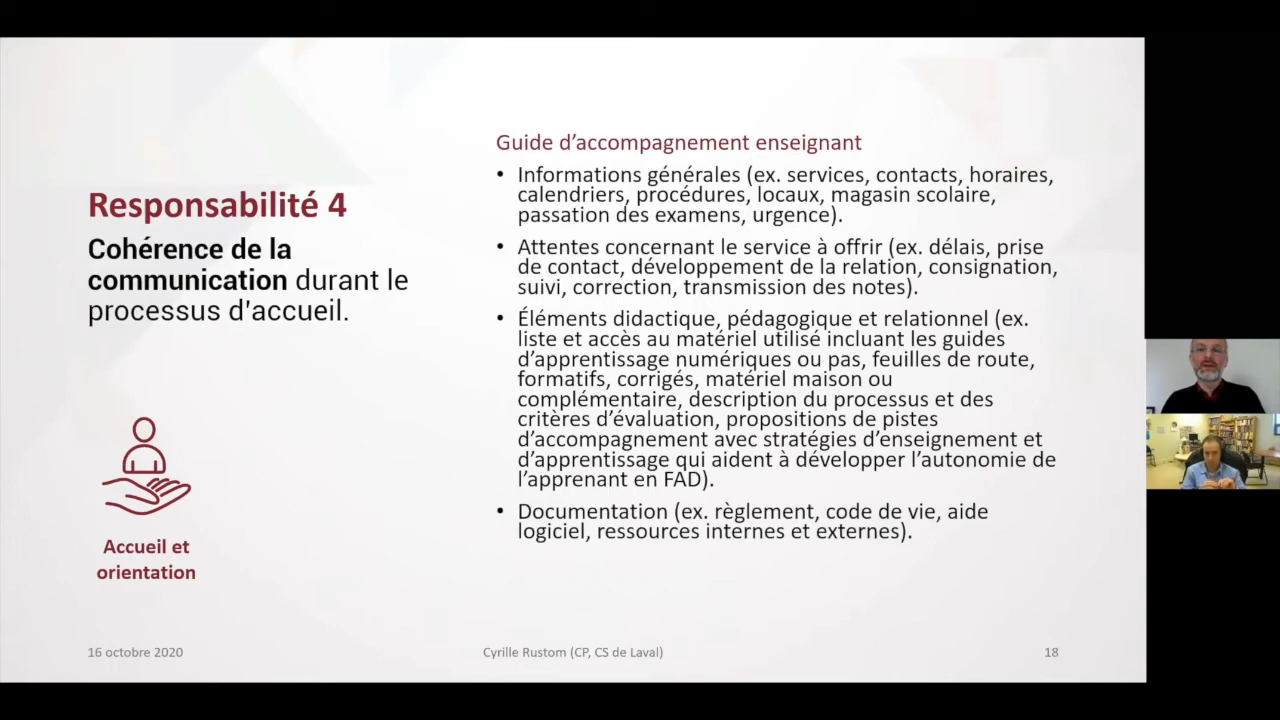 Responsabilité 4
Cohérence de la
communication durant le
processus d'accueil.
Accueil et
orientation
Guide d’accompagnement enseignant
• Informations générales (ex. services, contacts, horaires,
calendriers, procédures, locaux, magasin scolaire,
passation des examens, urgence).
• Attentes concernant le service à offrir (ex. délais, prise
de contact, développement de la relation, consignation,
suivi, correction, transmission des notes).
• Éléments didactique, pédagogique et relationnel (ex.
liste et accès au matériel utilisé incluant les guides
d’apprentissage numériques ou pas, feuilles de route,
formatifs, corrigés, matériel maison ou
complémentaire, description du processus et des
critères d’évaluation, propositions de pistes
d’accompagnement avec stratégies d’enseignement et
d’apprentissage qui aident à développer l’autonomie de
l’apprenant en FAD).
• Documentation (ex. règlement, code de vie, aide
logiciel, ressources internes et externes).
16 octobre 2020
Cyrille Rustom (CP, CS de Laval)
18